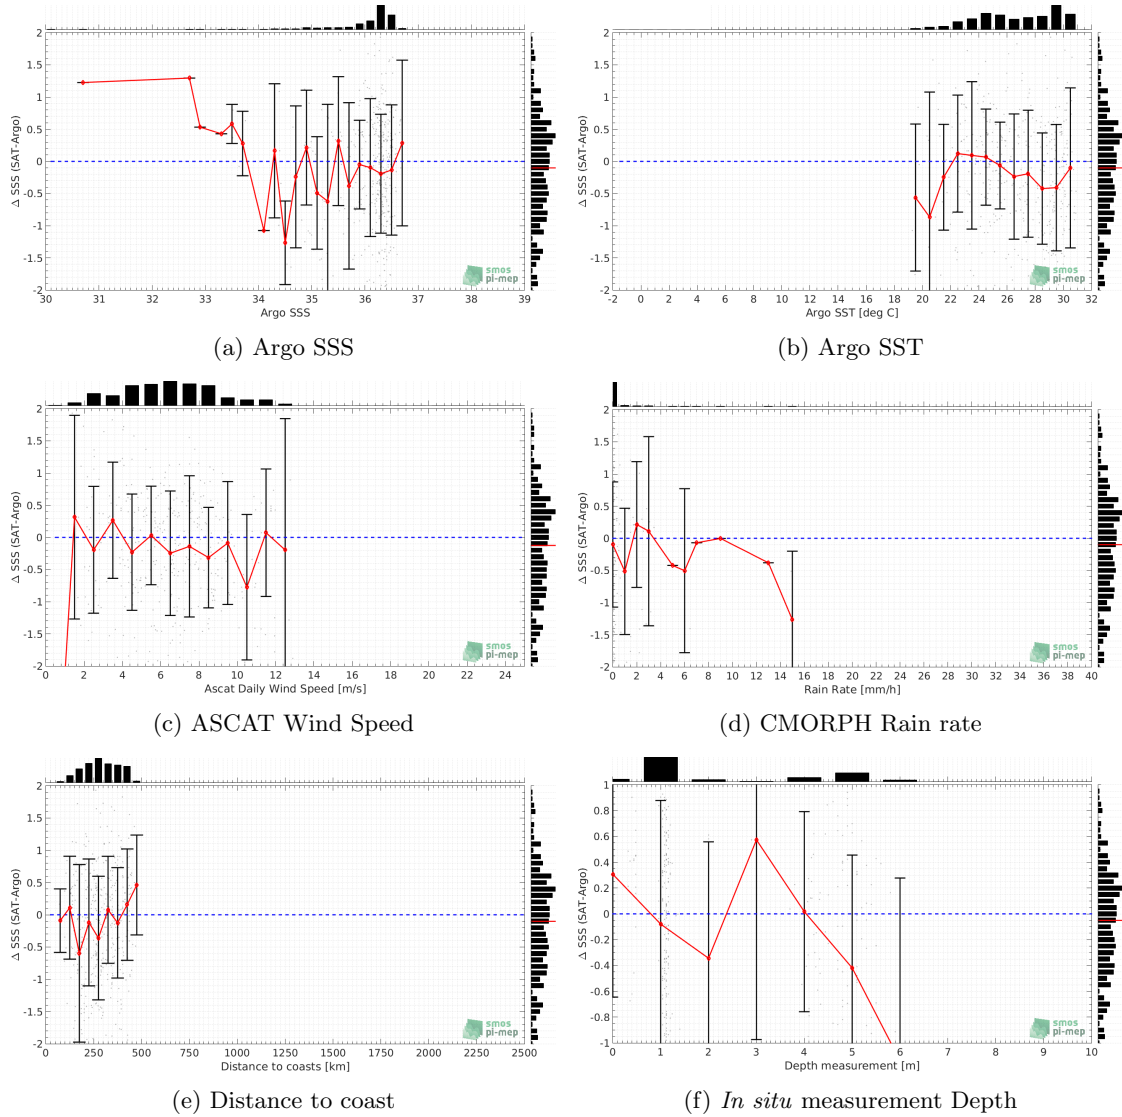 2
1.5
1
0.5
0
-0.5
-1
-1.5
-2
Δ SSS (SAT-Argo)
30 31 32 33 34 35 36 37 38 39
Argo SSS
smos
pi-mep
(a) Argo SSS
2
1.5
1
0.5
0
-0.5
-1
-1.5
-2
Δ SSS (SAT-Argo)
-2 0 2 4 6 8 10 12 14 16 18 20 22 24 26 28 30 32
Argo SST [deg C]
smos
pi-mep
(b) Argo SST
2
1.5
1
0.5
0
-0.5
-1
-1.5
-2
Δ SSS (SAT-Argo)
0 2 4 6 8 10 12 14 16 18 20 22 24
Ascat Daily Wind Speed [m/s]
smos
pi-mep
(c) ASCAT Wind Speed
2
1.5
1
0.5
0
-0.5
-1
-1.5
-2
Δ SSS (SAT-Argo)
0 2 4 6 8 10 12 14 16 18 20 22 24 26 28 30 32 34 36 38 40
Rain Rate [mm/h]
smos
pi-mep
(d) CMORPH Rain rate
2
1.5
1
0.5
0
-0.5
-1
-1.5
-2
Δ SSS (SAT-Argo)
0 250 500 750 1000 1250 1500 1750 2000 2250 2500
Distance to coasts [km]
smos
pi-mep
(e) Distance to coast
1
0.8
0.6
0.4
0.2
0
-0.2
-0.4
-0.6
-0.8
-1
Δ SSS (SAT-Argo)
0 1 2 3 4 5 6 7 8 9 10
Depth measurement [m]
smos
pi-mep
(f) In situ measurement Depth